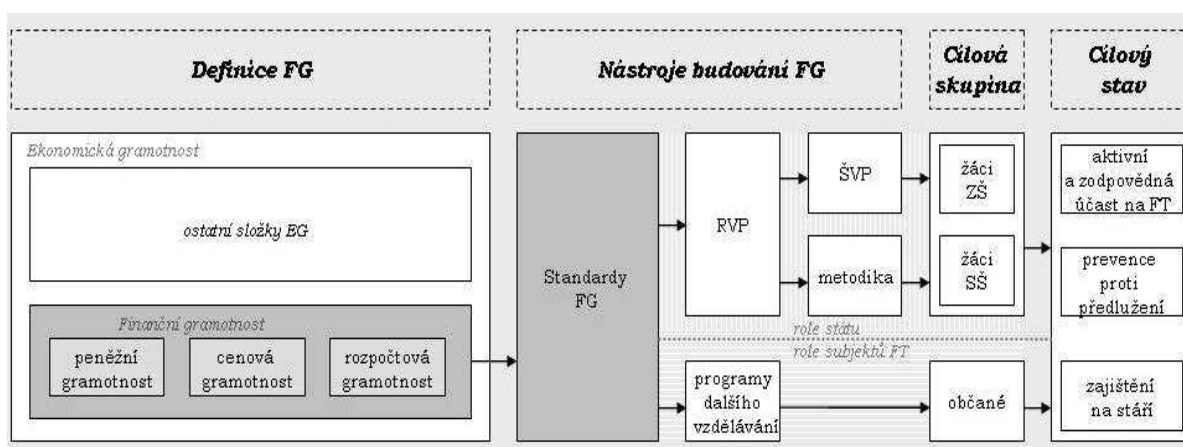 Definice FG
Nástroje budování FG
Cílová
skupina
Cílový
stav
Ekonomická gramotnost
ostatní složky EG
Finanční gramotnost
peněžní
gramotnost
cenová
gramotnost
rozpočtová
gramotnost
Standardy
FG
RVP
ŠVP
metodika
role státu
role subjektů FT
programy
dalšího
vzdělávání
žáci
ZŠ
žáci
SŠ
občané
aktivní
a zodpovědná
účast na FT
prevence
proti
předlužení
zajištění
na stáří